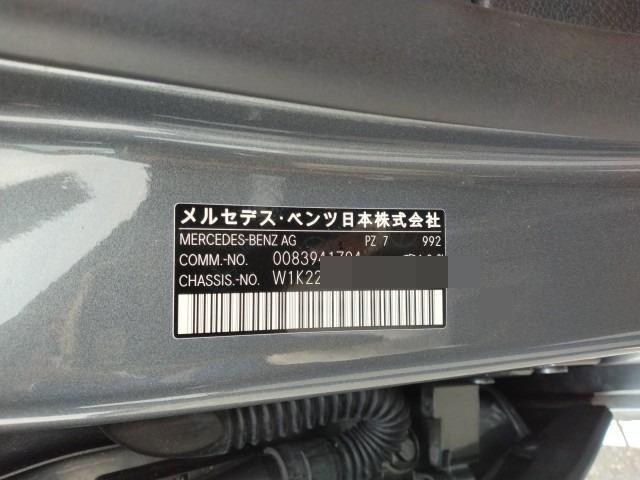 メルセデス・ベンツ日本株式会社
MERCEDES-BENZ AG PZ 7 992
COMM.-NO. 0083941794
CHASSIS.-NO. W1K22